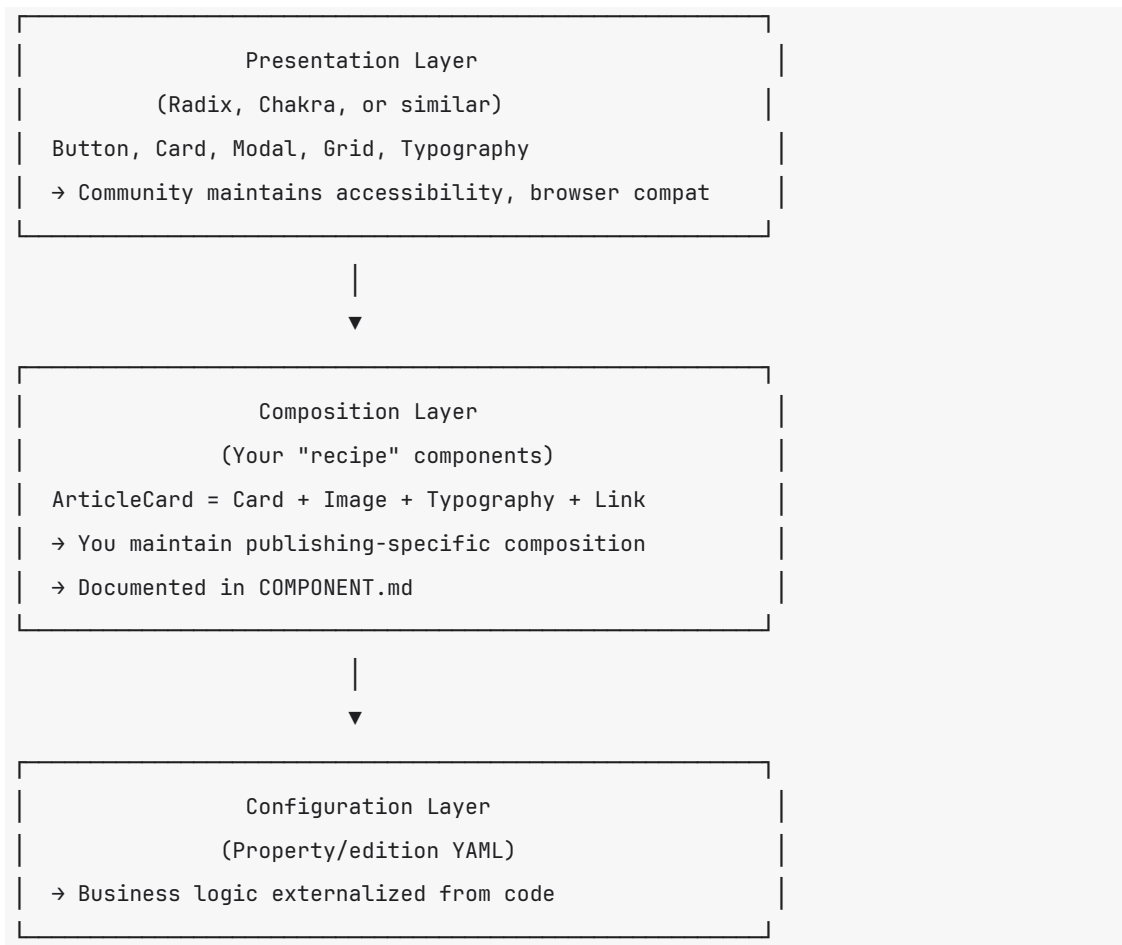 Presentation Layer
(Radix, Chakra, or similar)
Button, Card, Modal, Grid, Typography
→ Community maintains accessibility, browser compat
Composition Layer
(Your "recipe" components)
ArticleCard = Card + Image + Typography + Link
→ You maintain publishing-specific composition
→ Documented in COMPONENT.md
Configuration Layer
(Property/edition YAML)
→ Business logic externalized from code